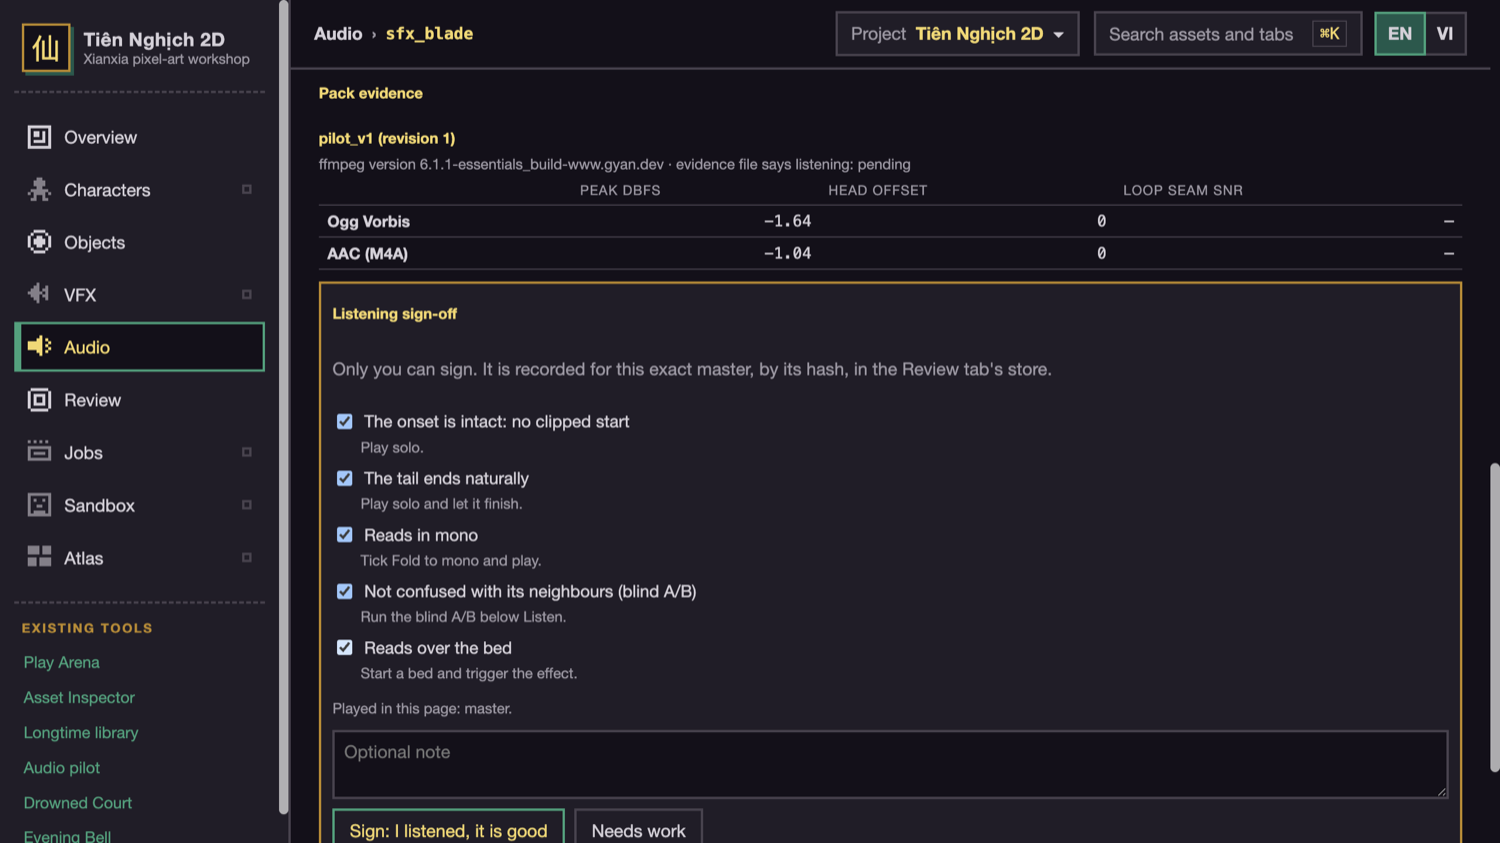 仙
Tiên Nghịch 2D
Xianxia pixel-art workshop
Overview
Characters
Objects
VFX
Audio
Review
Jobs
Sandbox
Atlas
EXISTING TOOLS
Play Arena
Asset Inspector
Longtime library
Audio pilot
Drowned Court
Evening Bell
Audio › sfx_blade
Project Tiên Nghịch 2D
Search assets and tabs ⌘K
EN VI
Pack evidence
pilot_v1 (revision 1)
ffmpeg version 6.1.1-essentials_build-www.gyan.dev · evidence file says listening: pending
PEAK DBFS HEAD OFFSET LOOP SEAM SNR
Ogg Vorbis −1.64 0 –
AAC (M4A) −1.04 0 –
Listening sign-off
Only you can sign. It is recorded for this exact master, by its hash, in the Review tab's store.
The onset is intact: no clipped start
Play solo.
The tail ends naturally
Play solo and let it finish.
Reads in mono
Tick Fold to mono and play.
Not confused with its neighbours (blind A/B)
Run the blind A/B below Listen.
Reads over the bed
Start a bed and trigger the effect.
Played in this page: master.
Optional note
Sign: I listened, it is good
Needs work